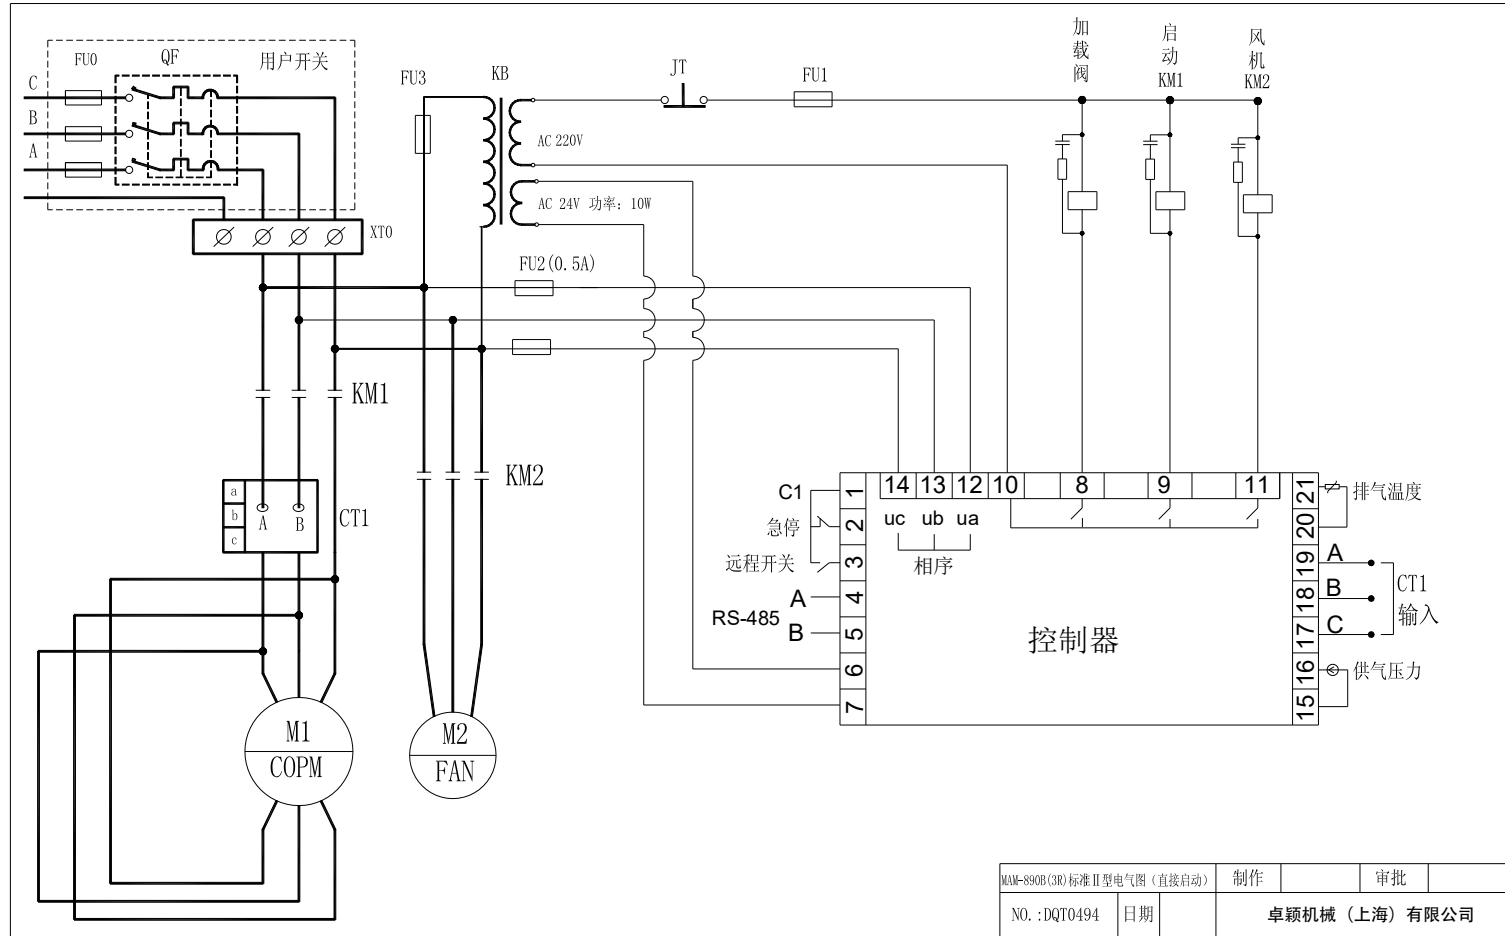 FU0
QF
用户开关
C
B
A
XT0
FU3
KB
JT
FU1
AC 220V
AC 24V 功率: 10W
FU2(0.5A)
加载阀
启动KM1
风机KM2
KM1
KM2
a
b
c
A
B
CT1
M1
COPM
M2
FAN
C1
急停
远程开关
RS-485
A
B
1
2
3
4
5
6
7
14
13
12
10
8
9
11
uc
ub
ua
相序
控制器
21
20
19
18
17
16
15
排气温度
A
B
C
CT1
输入
供气压力
MAM-890B(3R)标准Ⅱ型电气图（直接启动）
制作
审批
NO.:DQT0494
日期
卓颖机械（上海）有限公司